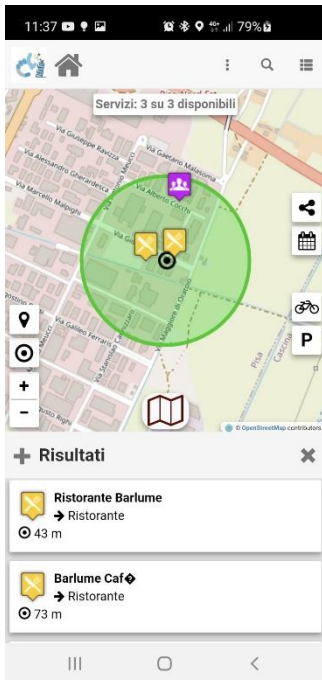 11:37
79%
Servizi: 3 su 3 disponibili
Via Giuseppe Ravizza
Via Gaetano Malasoma
Via Alessandro Gherardesca
Via Marcello Malpighi
Via Alberto Cocchi
Via Maggiore di Oratoio
Via Galileo Ferraris
Pisa
Cascina
P
+
−
© OpenStreetMap contributors
+ Risultati
Ristorante Barlume
→ Ristorante
43 m
Barlume Caf�
→ Ristorante
73 m